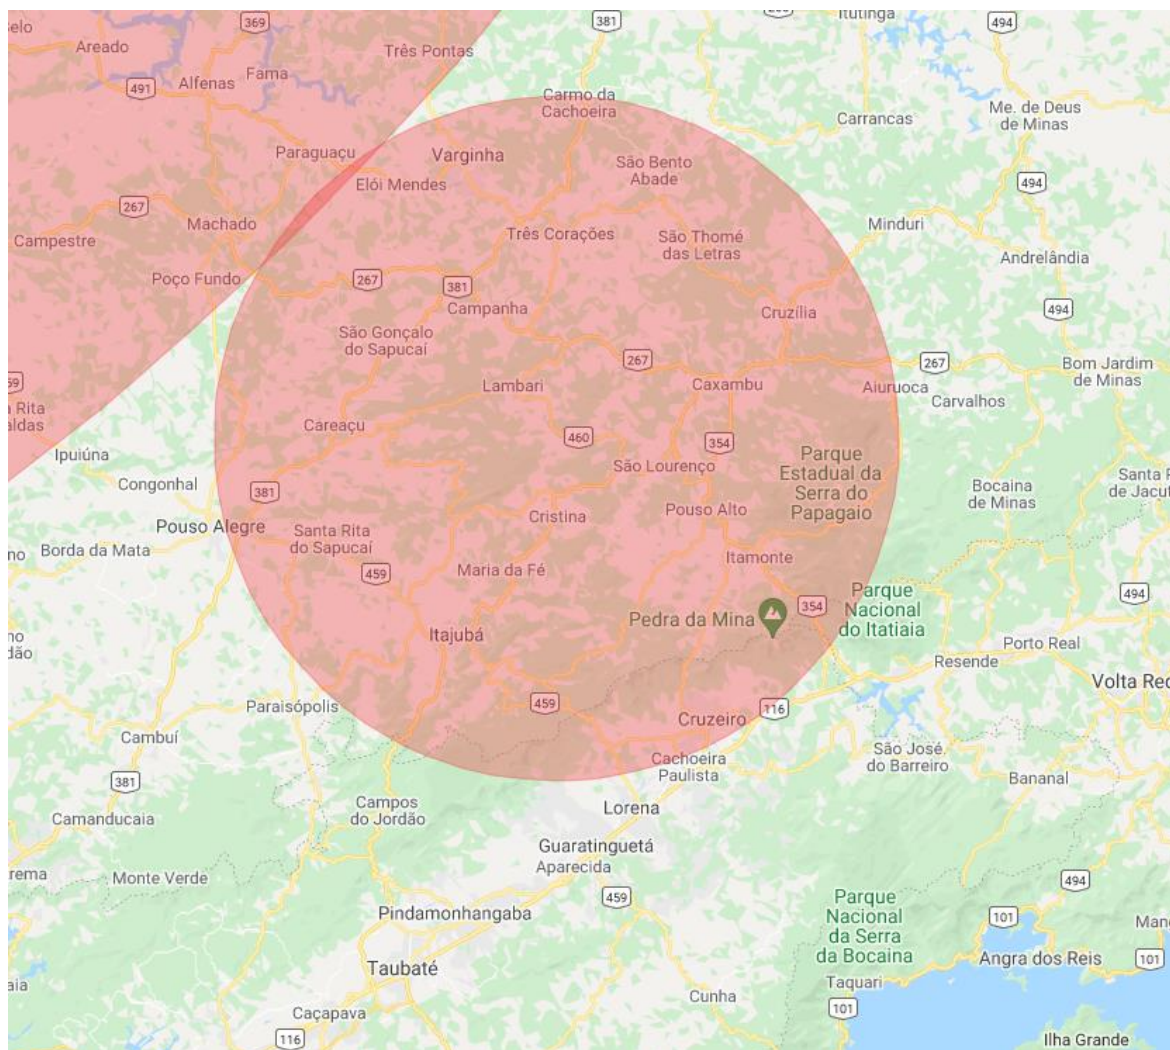 369
381
Itutinga
494
Areado
Três Pontas
Fama
Alfenas
491
Carmo da
Cachoeira
Me. de Deus
de Minas
Carrancas
Paraguaçu
Varginha
São Bento
Abade
Elói Mendes
494
267
Machado
Campestre
Três Corações
São Thomé
das Letras
Minduri
Andrelândia
Poço Fundo
267
381
Campanha
Cruzília
494
São Gonçalo
do Sapucaí
267
267
Bom Jardim
de Minas
Lambari
Caxambu
Aiuruoca
Carvalhos
Careaçu
460
354
Parque
Estadual da
Serra do
Papagaio
São Lourenço
Ipuiúna
Congonhal
381
Bocaina
de Minas
Pouso Alegre
Cristina
Pouso Alto
Santa Rita
do Sapucaí
Borda da Mata
Itamonte
459
Maria da Fé
494
Parque
Nacional
do Itatiaia
Pedra da Mina
354
Itajubá
Porto Real
Resende
Volta Red
Paraisópolis
459
116
Cruzeiro
Cambuí
São José
do Barreiro
Cachoeira
Paulista
Bananal
381
Campos
do Jordão
Lorena
Camanducaia
Guaratinguetá
Aparecida
Monte Verde
459
494
Parque
Nacional
da Serra
da Bocaina
Pindamonhangaba
101
Angra dos Reis
101
Taubaté
Taquari
Cunha
101
Caçapava
116
Ilha Grande